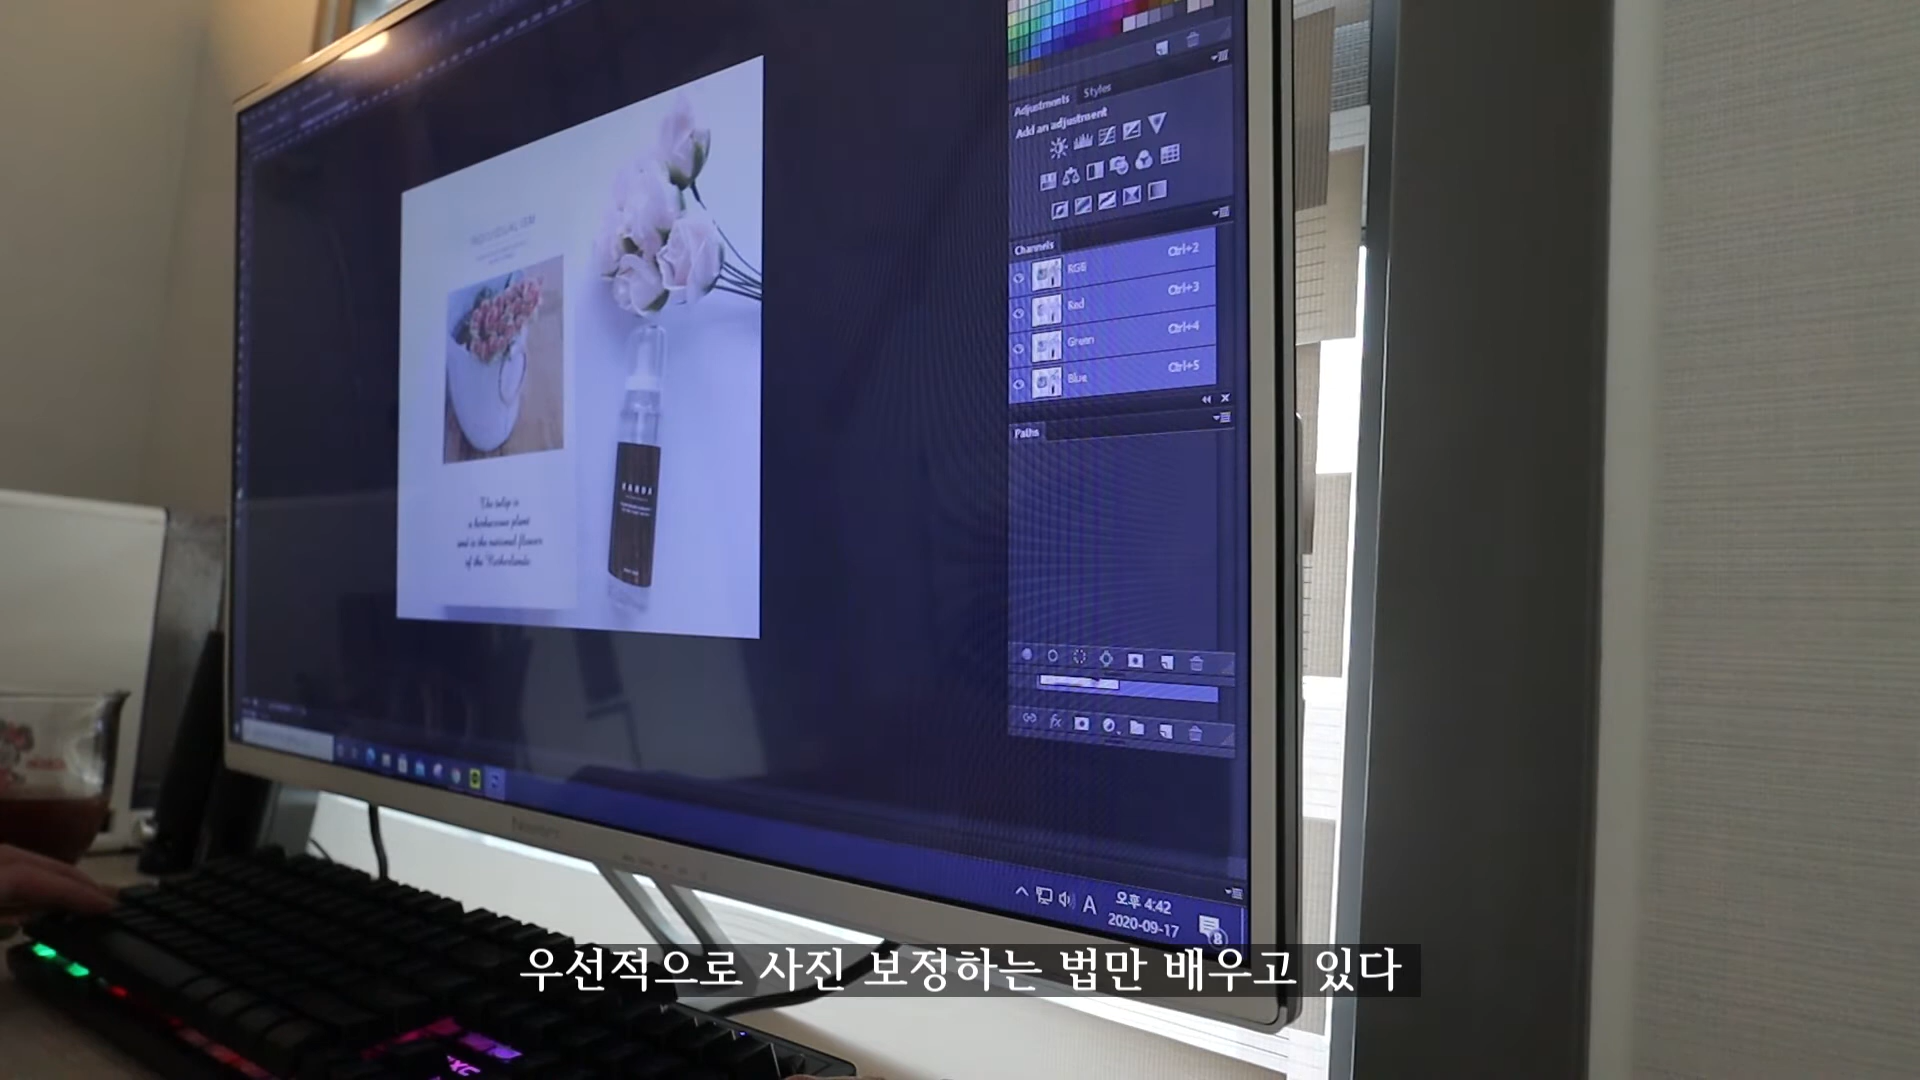 Adjustments Styles
Add an adjustment
Channels
RGB Ctrl+2
Red Ctrl+3
Green Ctrl+4
Blue Ctrl+5
Paths
INDIVIDUALISM
The tulip is
a herbaceous plant
and is the national flower
of the Netherlands
fx
A
오후 4:42
2020-09-17
8
우선적으로 사진 보정하는 법만 배우고 있다